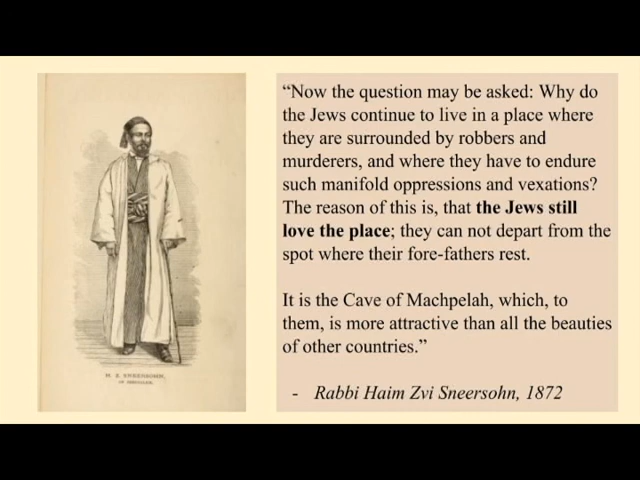 “Now the question may be asked: Why do
the Jews continue to live in a place where
they are surrounded by robbers and
murderers, and where they have to endure
such manifold oppressions and vexations?
The reason of this is, that the Jews still
love the place; they can not depart from the
spot where their fore-fathers rest.
It is the Cave of Machpelah, which, to
them, is more attractive than all the beauties
of other countries.”
- Rabbi Haim Zvi Sneersohn, 1872
H. Z. SNEERSOHN,
OF JERUSALEM.